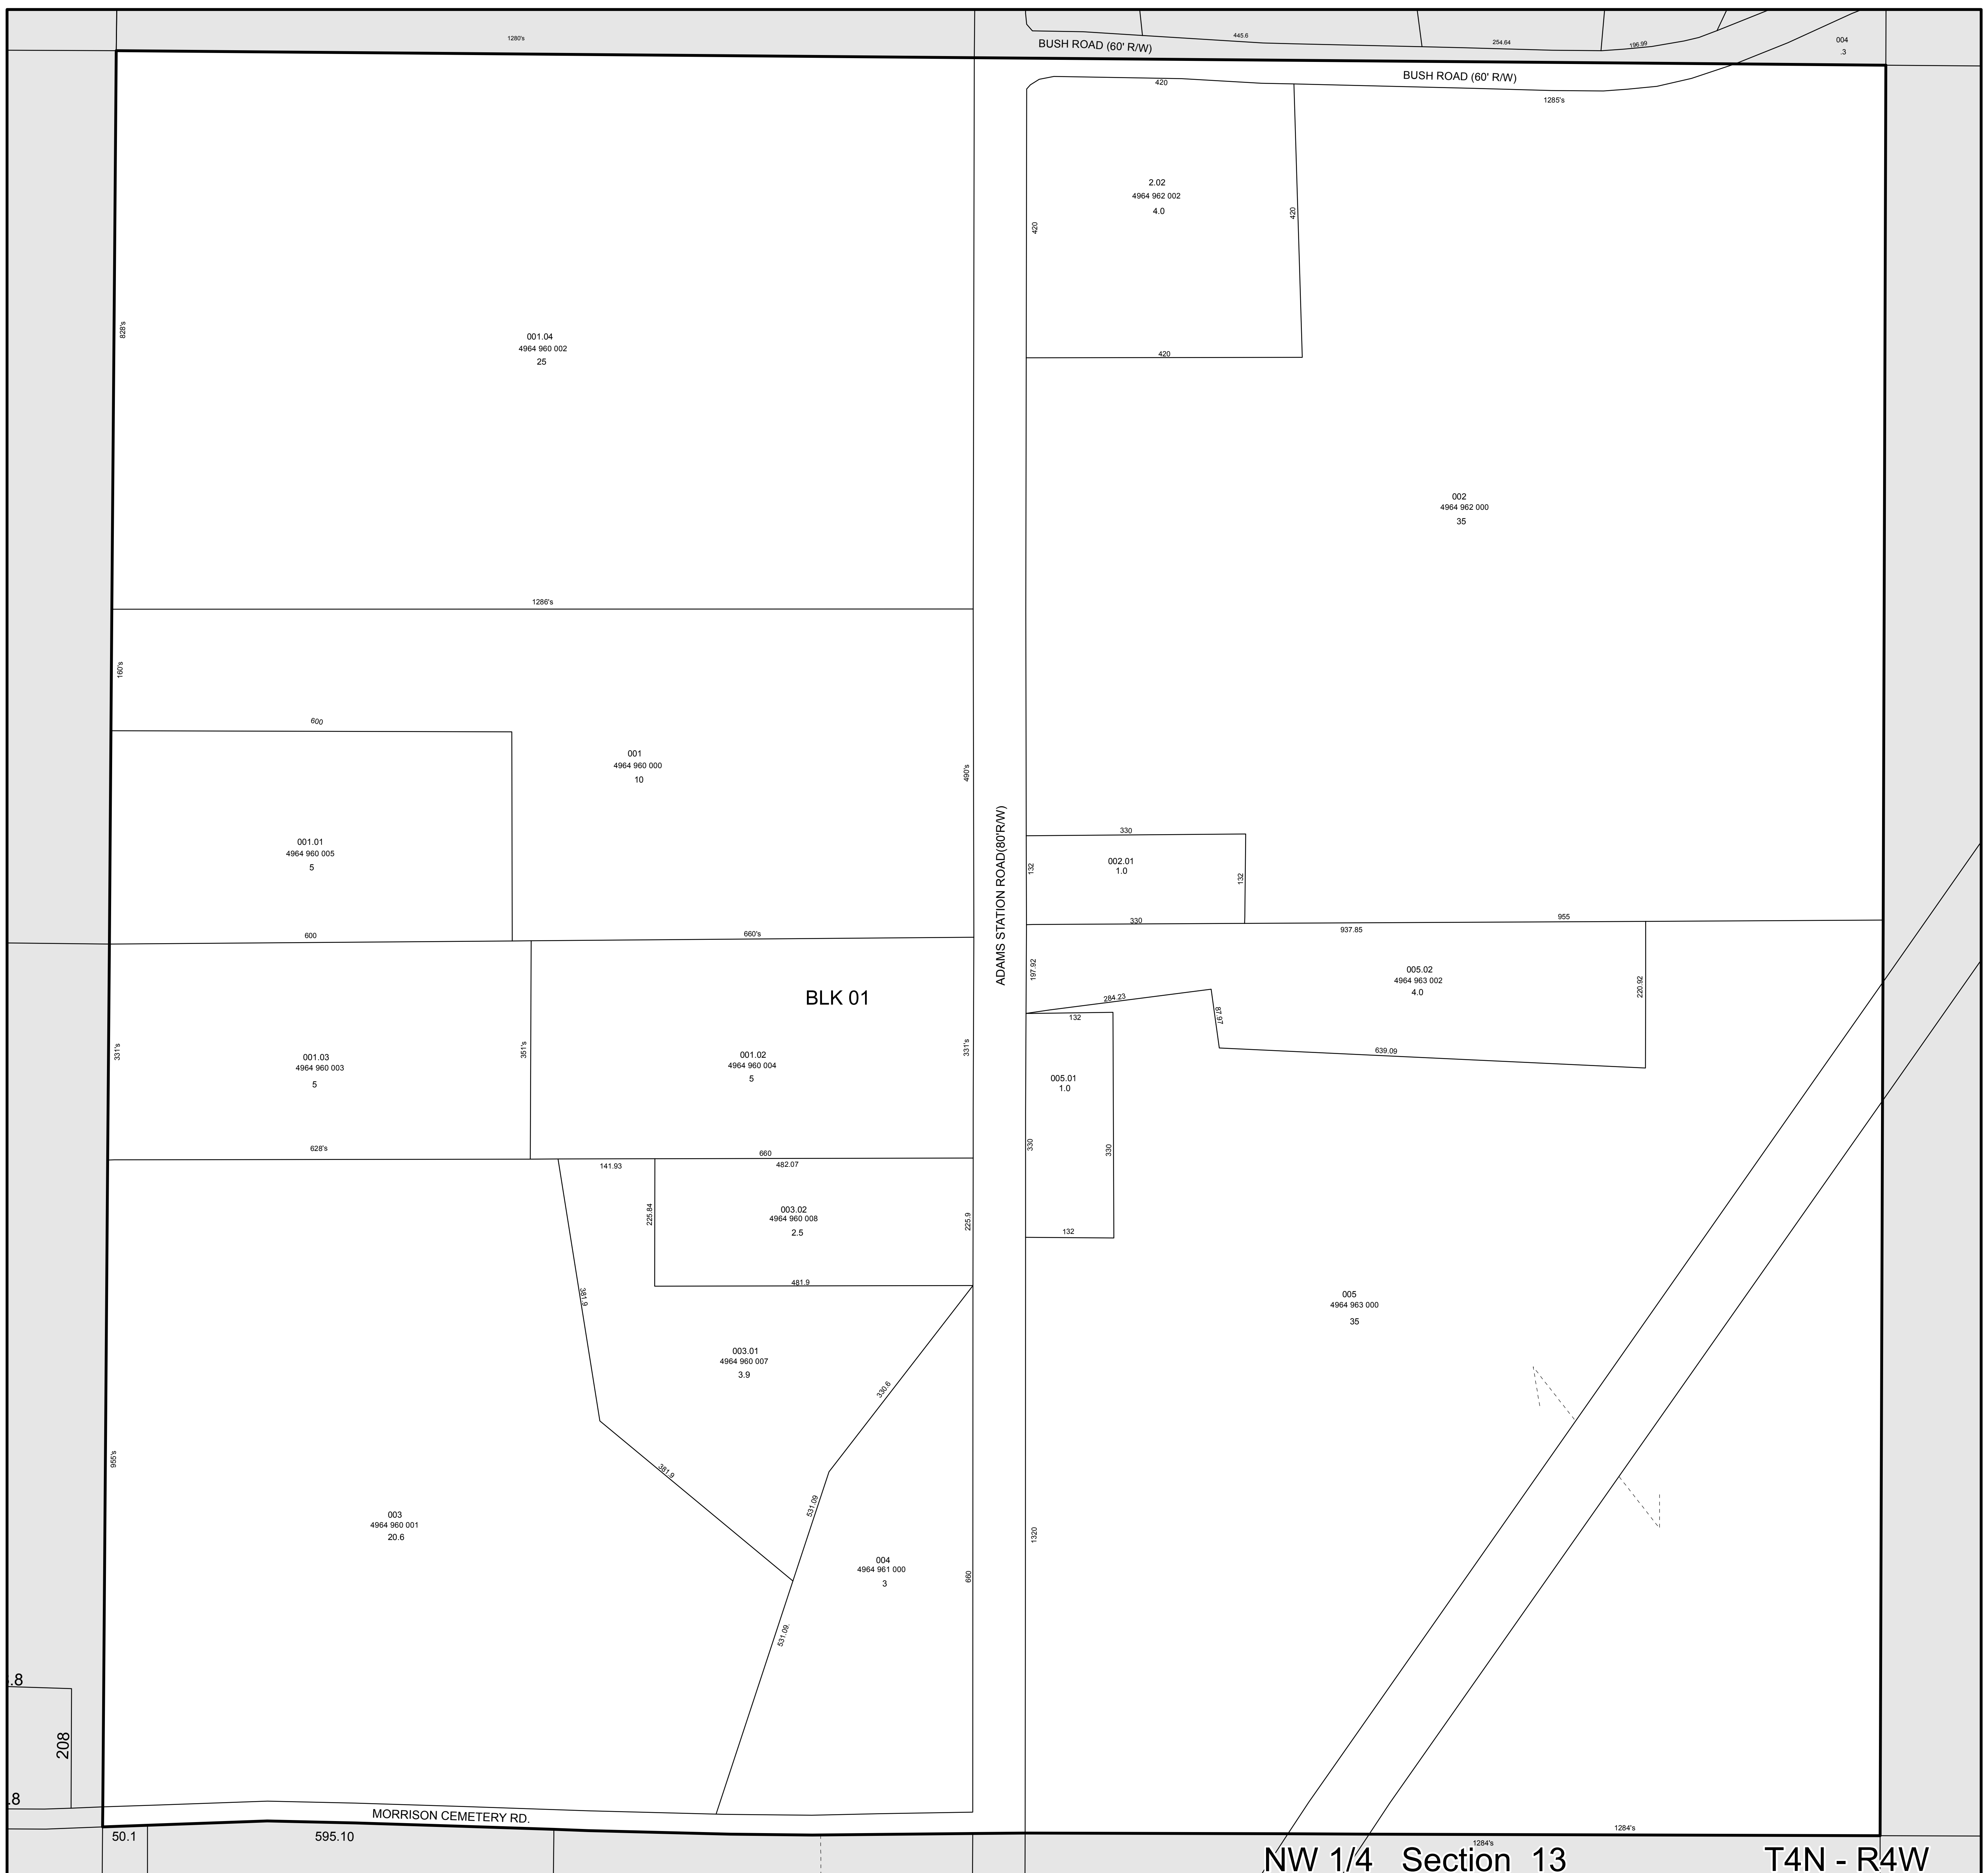 1280's
BUSH ROAD (60' R/W)
445.6
254.64
196.99
004
.3
BUSH ROAD (60' R/W)
420
1285's
2.02
4964 962 002
4.0
420
420
420
828's
001.04
4964 960 002
25
002
4964 962 000
35
1286's
160's
600
001
4964 960 000
10
490's
001.01
4964 960 005
5
ADAMS STATION ROAD(80'R/W)
330
132
002.01
1.0
132
600
660's
330
955
937.85
BLK 01
197.92
005.02
4964 963 002
4.0
220.92
284.23
132
87.97
639.09
331's
001.03
4964 960 003
5
351's
001.02
4964 960 004
5
331's
005.01
1.0
330
330
132
628's
660
141.93
482.07
225.84
003.02
4964 960 008
2.5
225.9
481.9
381.9
003.01
4964 960 007
3.9
330.6
005
4964 963 000
35
955's
381.9
531.09
003
4964 960 001
20.6
004
4964 961 000
3
660
1320
531.09
.8
208
.8
MORRISON CEMETERY RD.
50.1
595.10
1284's
1284's
NW 1/4 Section 13
T4N - R4W